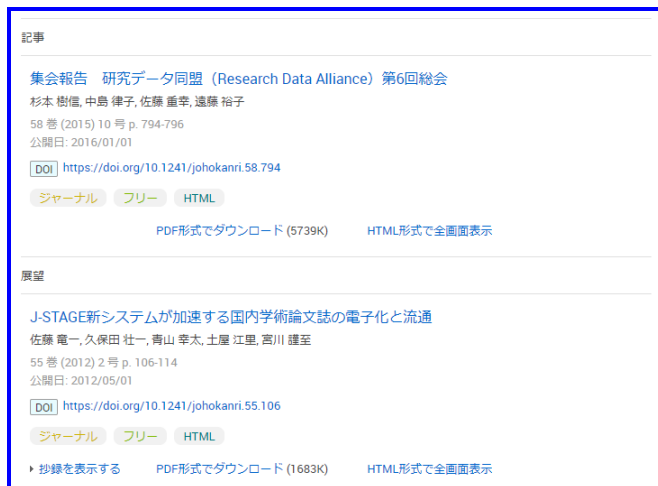 記事
集会報告 研究データ同盟（Research Data Alliance）第6回総会
杉本 樹信, 中島 律子, 佐藤 重幸, 遠藤 裕子
58 巻 (2015) 10 号 p. 794-796
公開日: 2016/01/01
DOI https://doi.org/10.1241/johokanri.58.794
ジャーナル フリー HTML
PDF形式でダウンロード (5739K) HTML形式で全画面表示
展望
J-STAGE新システムが加速する国内学術論文誌の電子化と流通
佐藤 竜一, 久保田 壮一, 青山 幸太, 土屋 江里, 宮川 謹至
55 巻 (2012) 2 号 p. 106-114
公開日: 2012/05/01
DOI https://doi.org/10.1241/johokanri.55.106
ジャーナル フリー HTML
抄録を表示する PDF形式でダウンロード (1683K) HTML形式で全画面表示